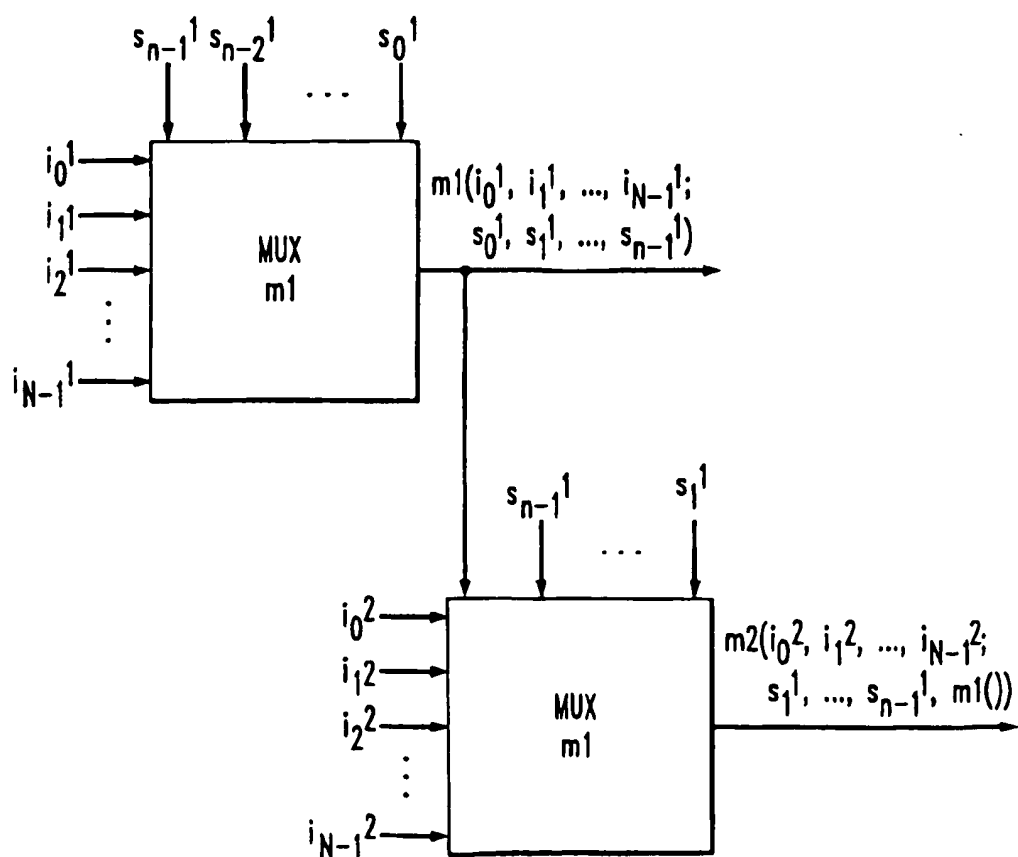 s_{n-1}^1 s_{n-2}^1 ... s_0^1
i_0^1
i_1^1
i_2^1
⋮
i_{N-1}^1
MUX
m1
m1(i_0^1, i_1^1, ..., i_{N-1}^1;
s_0^1, s_1^1, ..., s_{n-1}^1)
s_{n-1}^1 ... s_1^1
i_0^2
i_1^2
i_2^2
⋮
i_{N-1}^2
MUX
m1
m2(i_0^2, i_1^2, ..., i_{N-1}^2;
s_1^1, ..., s_{n-1}^1, m1())